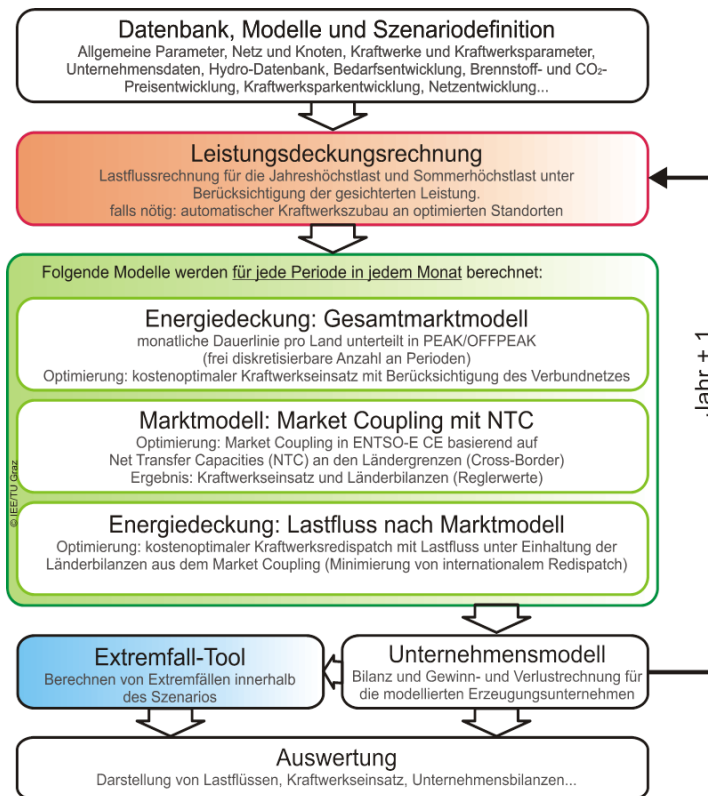 Datenbank, Modelle und Szenariodefinition
Allgemeine Parameter, Netz und Knoten, Kraftwerke und Kraftwerksparameter,
Unternehmensdaten, Hydro-Datenbank, Bedarfsentwicklung, Brennstoff- und CO₂-
Preisentwicklung, Kraftwerksparkentwicklung, Netzentwicklung...
Leistungsdeckungsrechnung
Lastflussrechnung für die Jahreshöchstlast und Sommerhöchstlast unter
Berücksichtigung der gesicherten Leistung.
falls nötig: automatischer Kraftwerkszubau an optimierten Standorten
Folgende Modelle werden für jede Periode in jedem Monat berechnet:
Energiedeckung: Gesamtmarktmodell
monatliche Dauerlinie pro Land unterteilt in PEAK/OFFPEAK
(frei diskretisierbare Anzahl an Perioden)
Optimierung: kostenoptimaler Kraftwerkseinsatz mit Berücksichtigung des Verbundnetzes
Marktmodell: Market Coupling mit NTC
Optimierung: Market Coupling in ENTSO-E CE basierend auf
Net Transfer Capacities (NTC) an den Ländergrenzen (Cross-Border)
Ergebnis: Kraftwerkseinsatz und Länderbilanzen (Reglerwerte)
Energiedeckung: Lastfluss nach Marktmodell
Optimierung: kostenoptimaler Kraftwerksredispatch mit Lastfluss unter Einhaltung der
Länderbilanzen aus dem Market Coupling (Minimierung von internationalem Redispatch)
© IEE/TU Graz
Jahr + 1
Extremfall-Tool
Berechnen von Extremfällen innerhalb
des Szenarios
Unternehmensmodell
Bilanz und Gewinn- und Verlustrechnung für
die modellierten Erzeugungsunternehmen
Auswertung
Darstellung von Lastflüssen, Kraftwerkseinsatz, Unternehmensbilanzen...